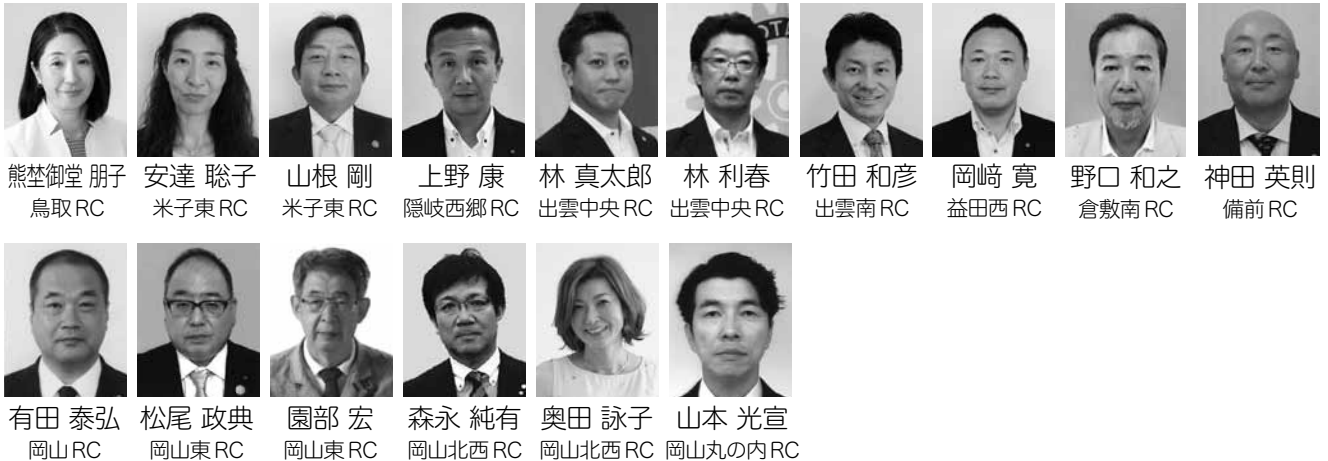 熊埜御堂 朋子 安達 聡子 山根 剛 上野 康 林 真太郎 林 利春 竹田 和彦 岡﨑 寛 野口 和之 神田 英則
鳥取RC 米子東RC 米子東RC 隠岐西郷RC 出雲中央RC 出雲中央RC 出雲南RC 益田西RC 倉敷南RC 備前RC
有田 泰弘 松尾 政典 園部 宏 森永 純有 奥田 詠子 山本 光宣
岡山RC 岡山東RC 岡山東RC 岡山北西RC 岡山北西RC 岡山丸の内RC